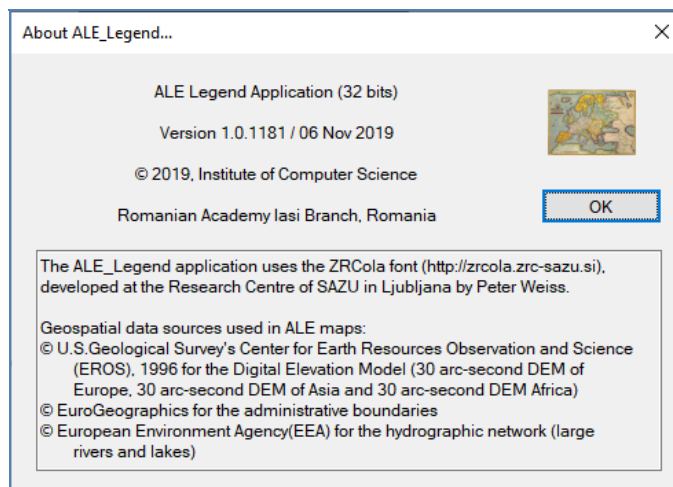 About ALE_Legend...
ALE Legend Application (32 bits)
Version 1.0.1181 / 06 Nov 2019
© 2019, Institute of Computer Science
Romanian Academy Iasi Branch, Romania
OK
The ALE_Legend application uses the ZRCola font (http://zrcola.zrc-sazu.si),
developed at the Research Centre of SAZU in Ljubljana by Peter Weiss.
Geospatial data sources used in ALE maps:
© U.S.Geological Survey's Center for Earth Resources Observation and Science
(EROS), 1996 for the Digital Elevation Model (30 arc-second DEM of
Europe, 30 arc-second DEM of Asia and 30 arc-second DEM Africa)
© EuroGeographics for the administrative boundaries
© European Environment Agency(EEA) for the hydrographic network (large
rivers and lakes)